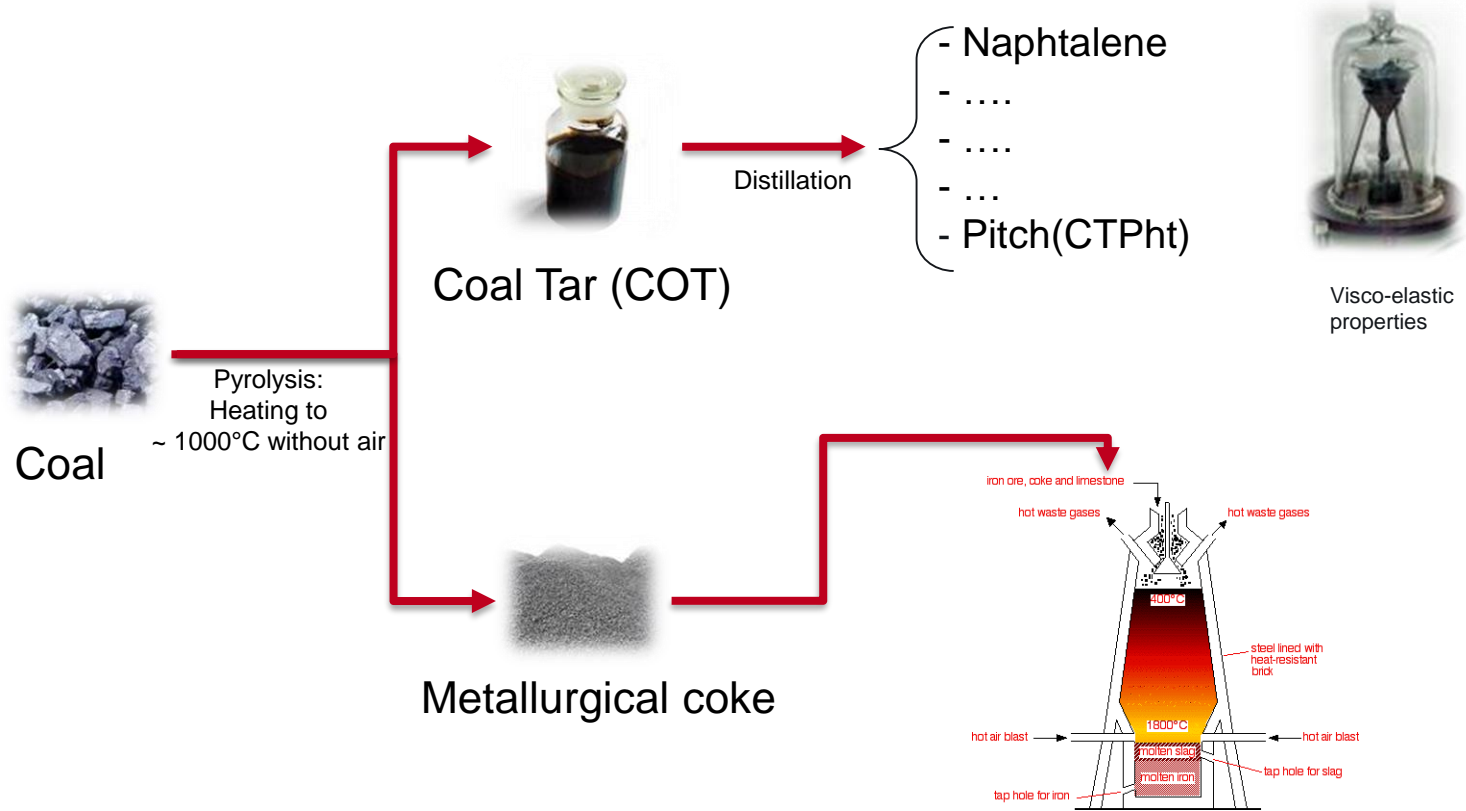 - Naphtalene
- ....
- ....
- ...
- Pitch(CTPht)
Distillation
Coal Tar (COT)
Visco-elastic
properties
Pyrolysis:
Heating to
~ 1000°C without air
Coal
Metallurgical coke
iron ore, coke and limestone
hot waste gases
hot waste gases
400°C
steel lined with
heat-resistant
brick
1800°C
hot air blast
hot air blast
molten slag
tap hole for slag
molten iron
tap hole for iron